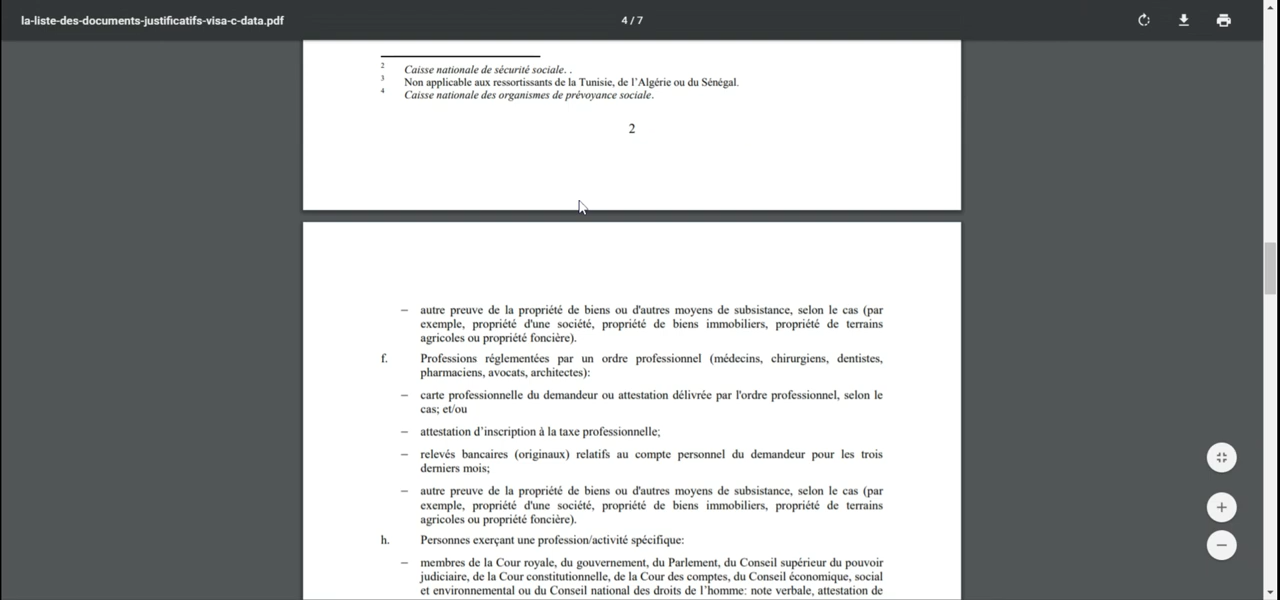 la-liste-des-documents-justificatifs-visa-c-data.pdf
4 / 7
2 Caisse nationale de sécurité sociale. .
3 Non applicable aux ressortissants de la Tunisie, de l'Algérie ou du Sénégal.
4 Caisse nationale des organismes de prévoyance sociale.
2
– autre preuve de la propriété de biens ou d'autres moyens de subsistance, selon le cas (par
exemple, propriété d'une société, propriété de biens immobiliers, propriété de terrains
agricoles ou propriété foncière).
f. Professions réglementées par un ordre professionnel (médecins, chirurgiens, dentistes,
pharmaciens, avocats, architectes):
– carte professionnelle du demandeur ou attestation délivrée par l'ordre professionnel, selon le
cas; et/ou
– attestation d'inscription à la taxe professionnelle;
– relevés bancaires (originaux) relatifs au compte personnel du demandeur pour les trois
derniers mois;
– autre preuve de la propriété de biens ou d'autres moyens de subsistance, selon le cas (par
exemple, propriété d'une société, propriété de biens immobiliers, propriété de terrains
agricoles ou propriété foncière).
h. Personnes exerçant une profession/activité spécifique:
– membres de la Cour royale, du gouvernement, du Parlement, du Conseil supérieur du pouvoir
judiciaire, de la Cour constitutionnelle, de la Cour des comptes, du Conseil économique, social
et environnemental ou du Conseil national des droits de l'homme: note verbale, attestation de